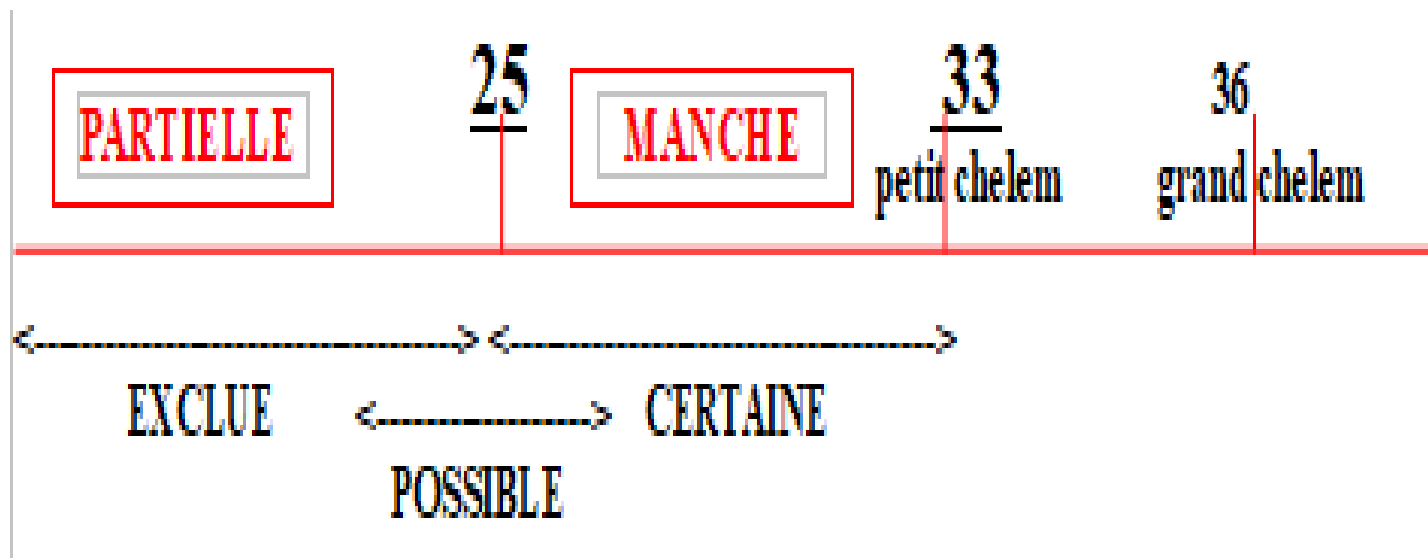 25 33 36
PARTIELLE MANCHE
petit chelem grand chelem
<------------------------------> <------------------------------>
EXCLUE <----------------> CERTAINE
POSSIBLE